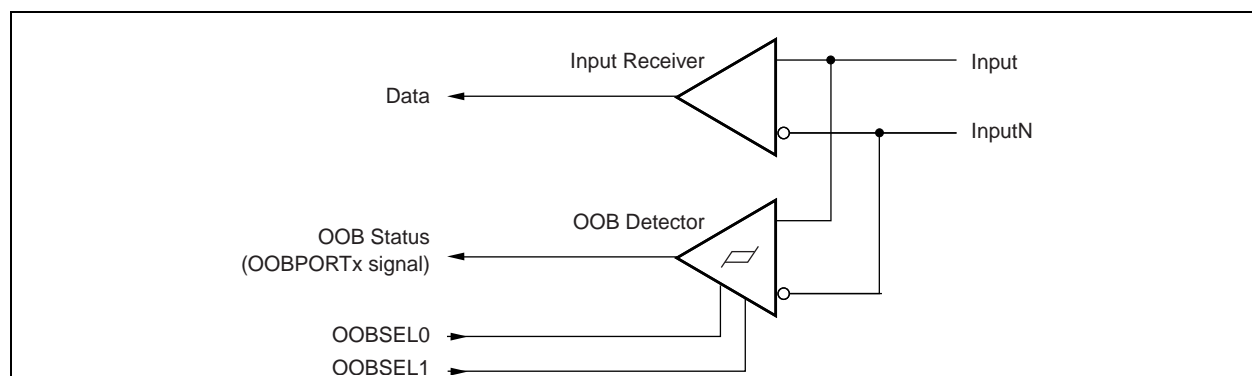 Input Receiver
Input
Data
InputN
OOB Detector
OOB Status
(OOBPORTx signal)
OOBSEL0
OOBSEL1